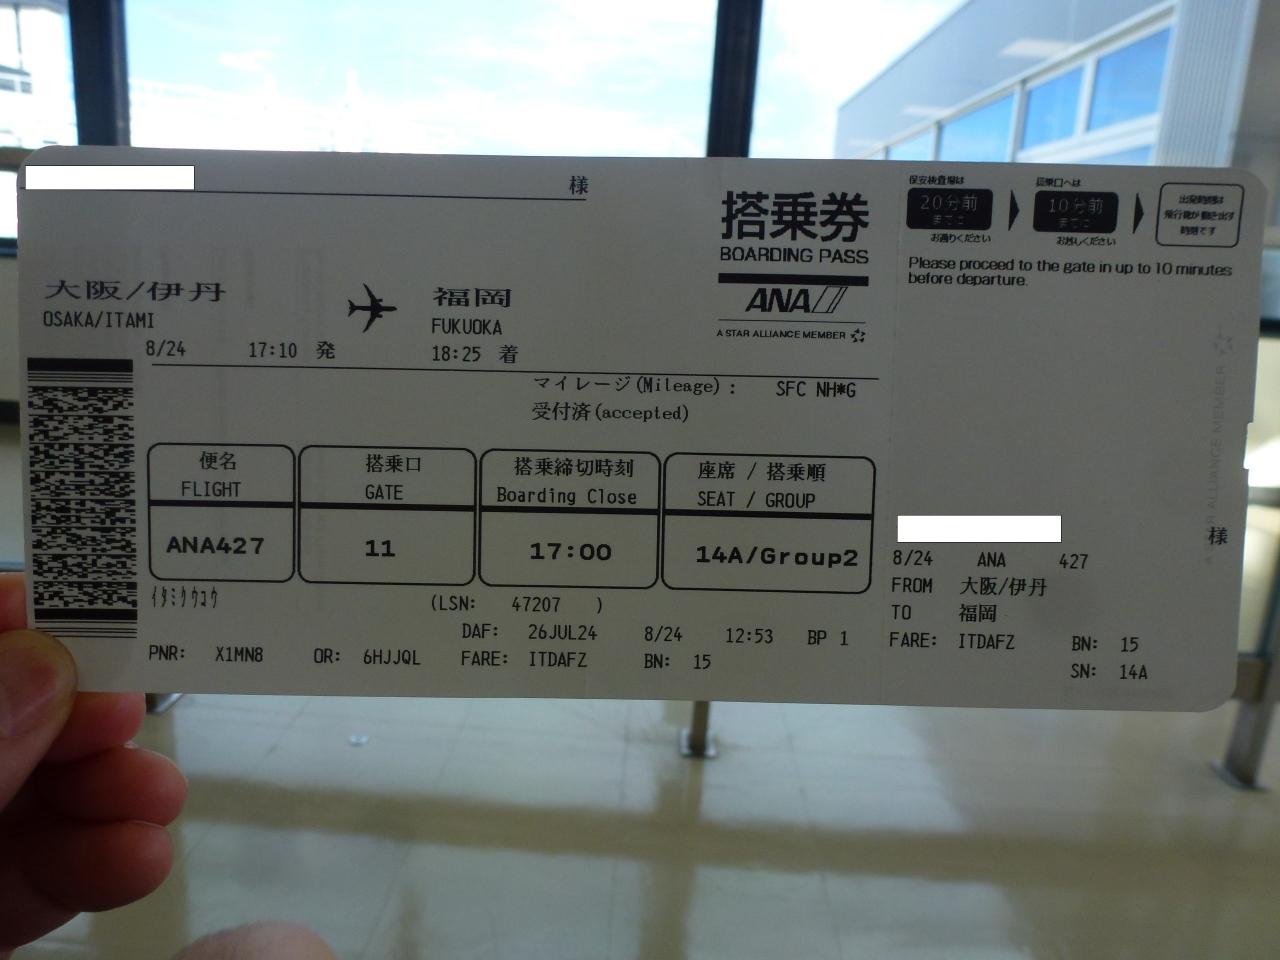 様
搭乗券
BOARDING PASS
ANA
A STAR ALLIANCE MEMBER
大阪/伊丹
福岡
OSAKA/ITAMI
FUKUOKA
8/24 17:10 発 18:25 着
マイレージ(Mileage): SFC NH*G
受付済(accepted)
便名
FLIGHT
ANA427
搭乗口
GATE
11
搭乗締切時刻
Boarding Close
17:00
座席 / 搭乗順
SEAT / GROUP
14A/Group2
ｲﾀﾐｸｳｺｳ (LSN: 47207 )
DAF: 26JUL24 8/24 12:53 BP 1
PNR: X1MN8 OR: 6HJJQL FARE: ITDAFZ BN: 15
保安検査場は
20分前
までに
お通りください
搭乗口へは
10分前
までに
お越しください
出発時刻は
飛行機が動き出す
時刻です
Please proceed to the gate in up to 10 minutes
before departure.
A STAR ALLIANCE MEMBER
様
8/24 ANA 427
FROM 大阪/伊丹
TO 福岡
FARE: ITDAFZ BN: 15
SN: 14A